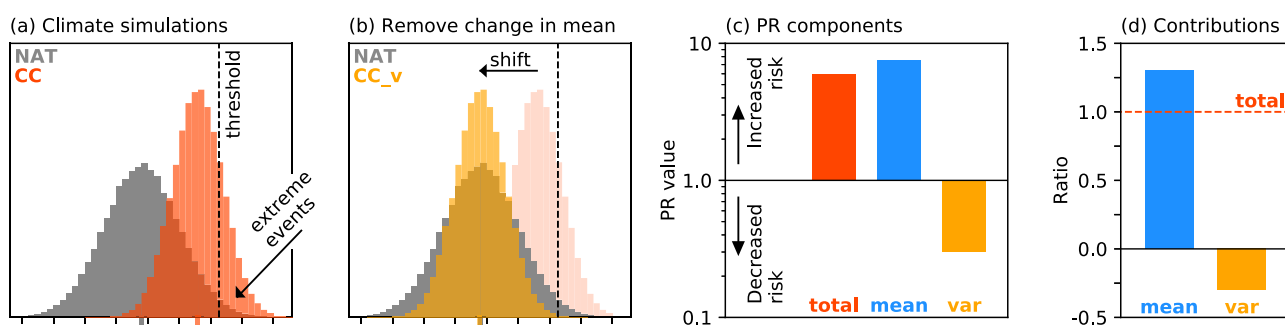 (a) Climate simulations
NAT
CC
threshold
extreme
events
(b) Remove change in mean
NAT
CC_v
shift
(c) PR components
PR value
10
1.0
0.1
Increased
risk
Decreased
risk
total
mean
var
(d) Contributions
Ratio
1.5
1.0
0.5
0.0
-0.5
total
mean
var